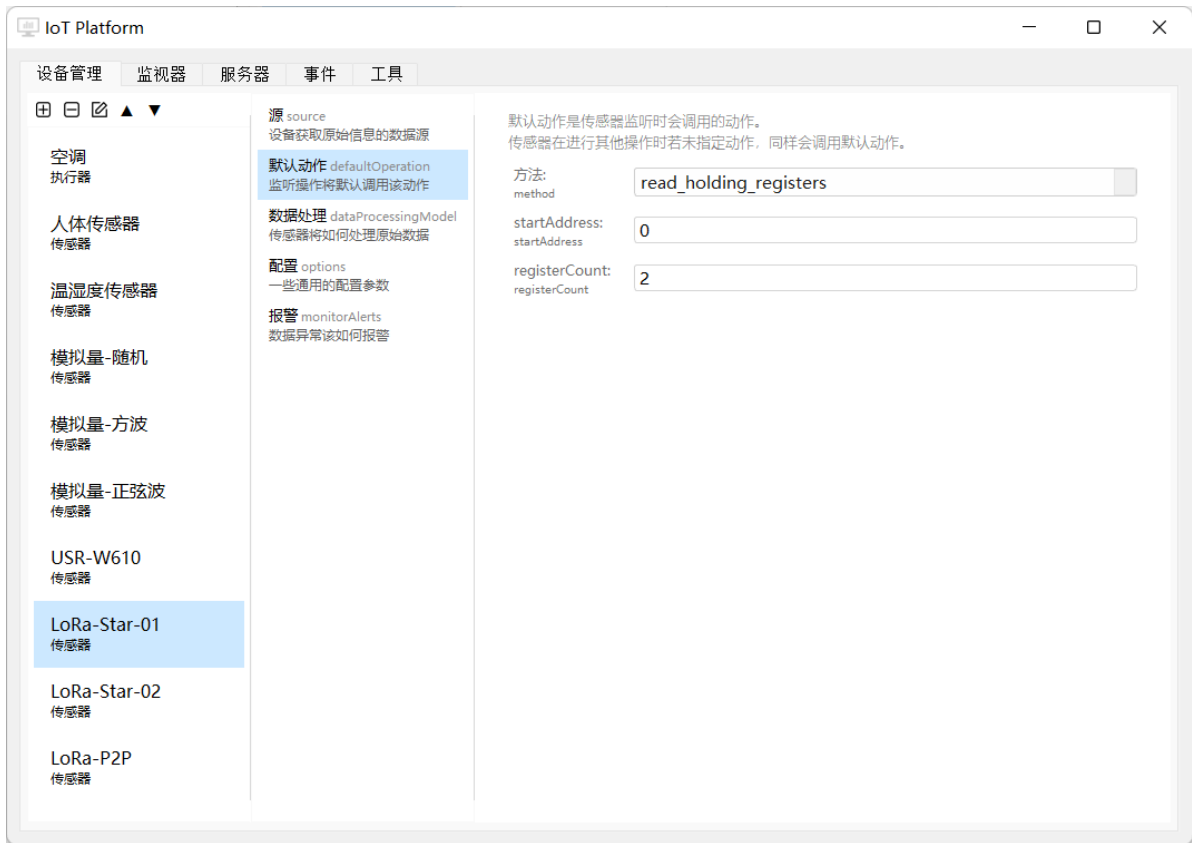 IoT Platform
设备管理 监视器 服务器 事件 工具
空调
执行器
人体传感器
传感器
温湿度传感器
传感器
模拟量-随机
传感器
模拟量-方波
传感器
模拟量-正弦波
传感器
USR-W610
传感器
LoRa-Star-01
传感器
LoRa-Star-02
传感器
LoRa-P2P
传感器
源 source
设备获取原始信息的数据源
默认动作 defaultOperation
监听操作将默认调用该动作
数据处理 dataProcessingModel
传感器将如何处理原始数据
配置 options
一些通用的配置参数
报警 monitorAlerts
数据异常该如何报警
默认动作是传感器监听时会调用的动作。
传感器在进行其他操作时若未指定动作，同样会调用默认动作。
方法: read_holding_registers
method
startAddress: 0
startAddress
registerCount: 2
registerCount